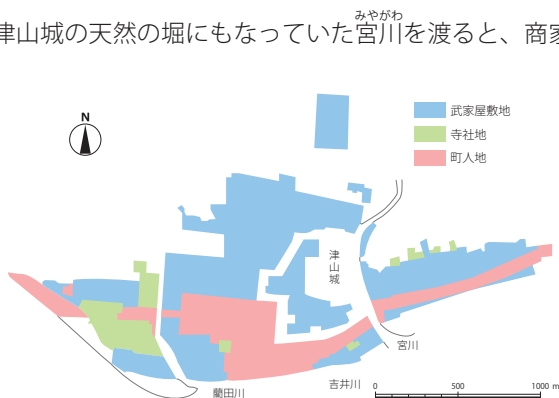 みやがわ
津山城の天然の堀にもなっていた宮川を渡ると、商家
N
武家屋敷地
寺社地
町人地
津山城
宮川
吉井川
藺田川
0 500 1000 m